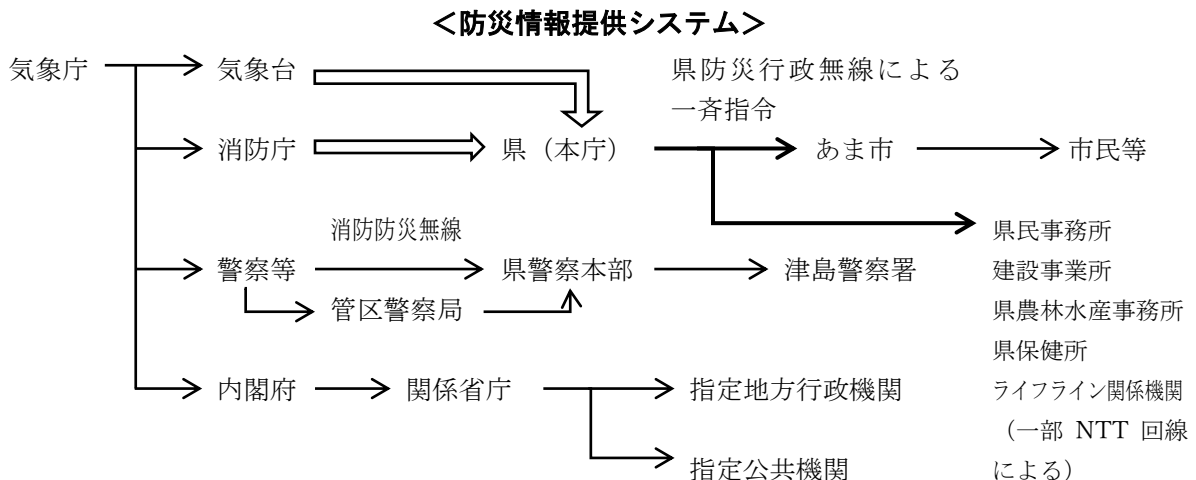 ＜防災情報提供システム＞
気象庁
気象台
県防災行政無線による
一斉指令
消防庁
県（本庁）
あま市
市民等
消防防災無線
県民事務所
警察等
県警察本部
津島警察署
建設事業所
管区警察局
県農林水産事務所
県保健所
内閣府
関係省庁
指定地方行政機関
ライフライン関係機関
（一部 NTT 回線
指定公共機関
による）